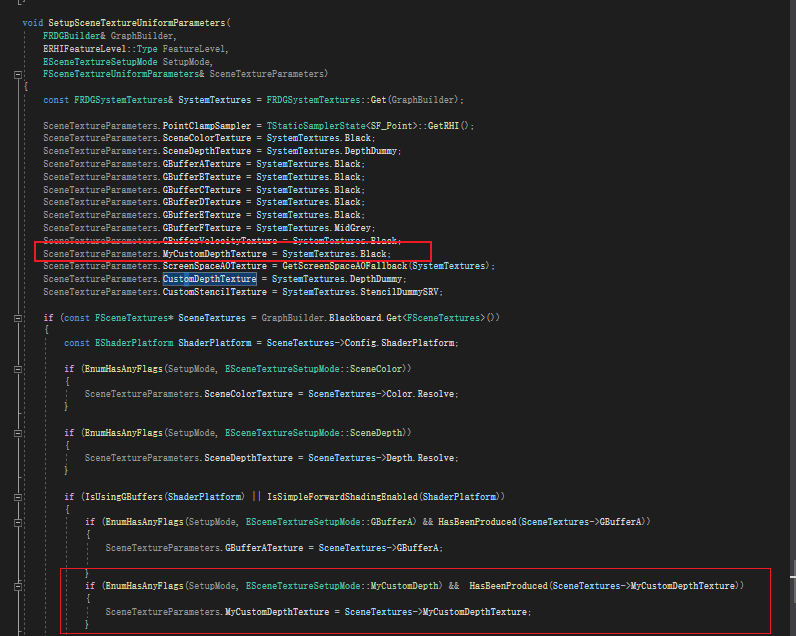 void SetupSceneTextureUniformParameters(
FRDGBuilder& GraphBuilder,
ERHIFeatureLevel::Type FeatureLevel,
ESceneTextureSetupMode SetupMode,
FSceneTextureUniformParameters& SceneTextureParameters)
{
const FRDGSystemTextures& SystemTextures = FRDGSystemTextures::Get(GraphBuilder);
SceneTextureParameters.PointClampSampler = TStaticSamplerState<SF_Point>::GetRHI();
SceneTextureParameters.SceneColorTexture = SystemTextures.Black;
SceneTextureParameters.SceneDepthTexture = SystemTextures.DepthDummy;
SceneTextureParameters.GBufferATexture = SystemTextures.Black;
SceneTextureParameters.GBufferBTexture = SystemTextures.Black;
SceneTextureParameters.GBufferCTexture = SystemTextures.Black;
SceneTextureParameters.GBufferDTexture = SystemTextures.Black;
SceneTextureParameters.GBufferETexture = SystemTextures.Black;
SceneTextureParameters.GBufferFTexture = SystemTextures.MidGrey;
SceneTextureParameters.GBufferVelocityTexture = SystemTextures.Black;
SceneTextureParameters.MyCustomDepthTexture = SystemTextures.Black;
SceneTextureParameters.ScreenSpaceAOTexture = GetScreenSpaceAOFallback(SystemTextures);
SceneTextureParameters.CustomDepthTexture = SystemTextures.DepthDummy;
SceneTextureParameters.CustomStencilTexture = SystemTextures.StencilDummySRV;
if (const FSceneTextures* SceneTextures = GraphBuilder.Blackboard.Get<FSceneTextures>())
{
const EShaderPlatform ShaderPlatform = SceneTextures->Config.ShaderPlatform;
if (EnumHasAnyFlags(SetupMode, ESceneTextureSetupMode::SceneColor))
{
SceneTextureParameters.SceneColorTexture = SceneTextures->Color.Resolve;
}
if (EnumHasAnyFlags(SetupMode, ESceneTextureSetupMode::SceneDepth))
{
SceneTextureParameters.SceneDepthTexture = SceneTextures->Depth.Resolve;
}
if (IsUsingGBuffers(ShaderPlatform) || IsSimpleForwardShadingEnabled(ShaderPlatform))
{
if (EnumHasAnyFlags(SetupMode, ESceneTextureSetupMode::GBufferA) && HasBeenProduced(SceneTextures->GBufferA))
{
SceneTextureParameters.GBufferATexture = SceneTextures->GBufferA;
}
if (EnumHasAnyFlags(SetupMode, ESceneTextureSetupMode::MyCustomDepth) && HasBeenProduced(SceneTextures->MyCustomDepthTexture))
{
SceneTextureParameters.MyCustomDepthTexture = SceneTextures->MyCustomDepthTexture;
}